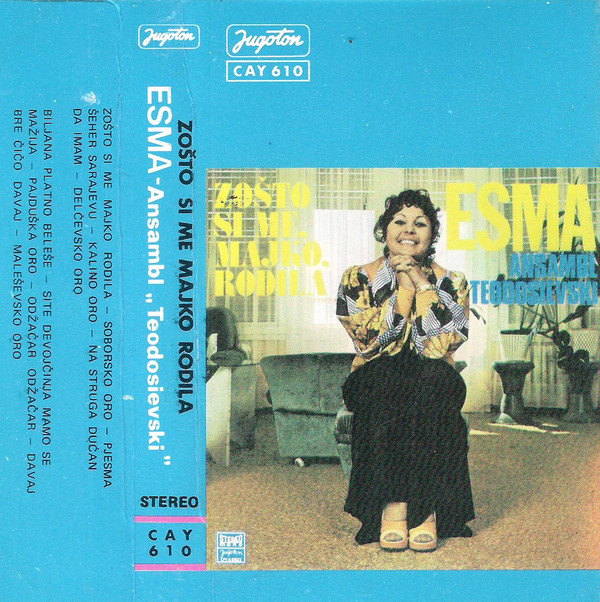 ZOŠTO SI ME MAJKO RODILA – SOBORSKO ORO – PJESMA
ŠEHER SARAJEVU – KALINO ORO – NA STRUGA DUĆAN
DA IMAM – DELČEVSKO ORO
BILJANA PLATNO BELEŠE – SITE DEVOJČINJA MAMO SE
MAŽIJA – PAJDUŠKA ORO – ODŽAČAR ODŽAČAR – DAVAJ
BRE ČIČO DAVAJ – MALEŠEVSKO ORO
Jugoton
ZOŠTO SI ME MAJKO RODILA
ESMA - Ansambl „Teodosievski"
STEREO
CAY
610
Jugoton
CAY 610
ZOŠTO
SI ME,
MAJKO,
RODILA
ESMA
ANSAMBL
TEODOSIEVSKI
STEREO
Jugoton